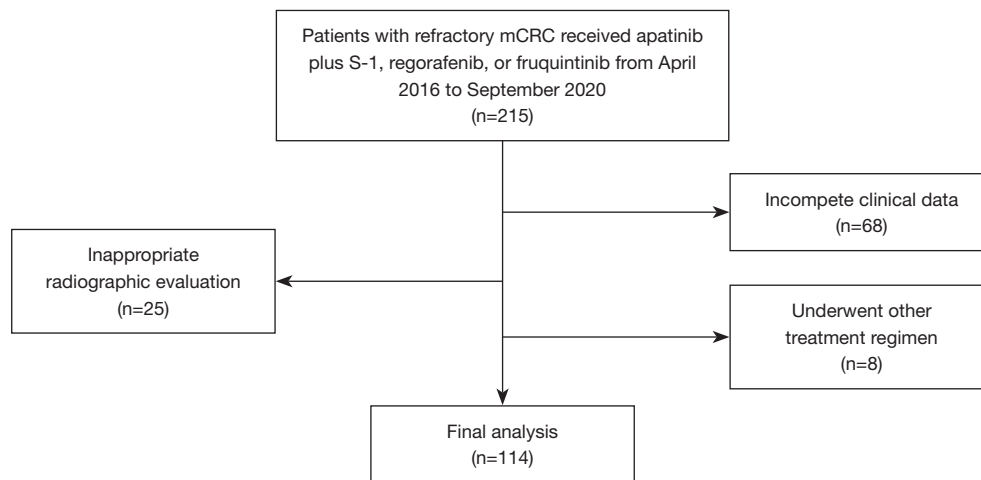 Patients with refractory mCRC received apatinib
plus S-1, regorafenib, or fruquintinib from April
2016 to September 2020
(n=215)
Incompete clinical data
(n=68)
Inappropriate
radiographic evaluation
(n=25)
Underwent other
treatment regimen
(n=8)
Final analysis
(n=114)